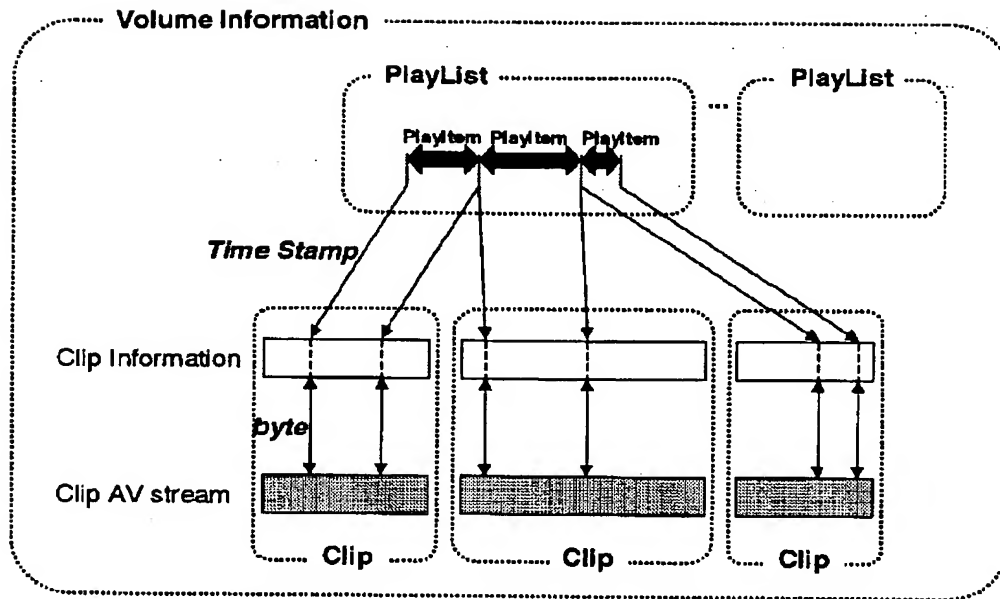 Volume Information
PlayList
PlayList
...
PlayItem PlayItem PlayItem
Time Stamp
Clip Information
byte
Clip AV stream
Clip
Clip
Clip